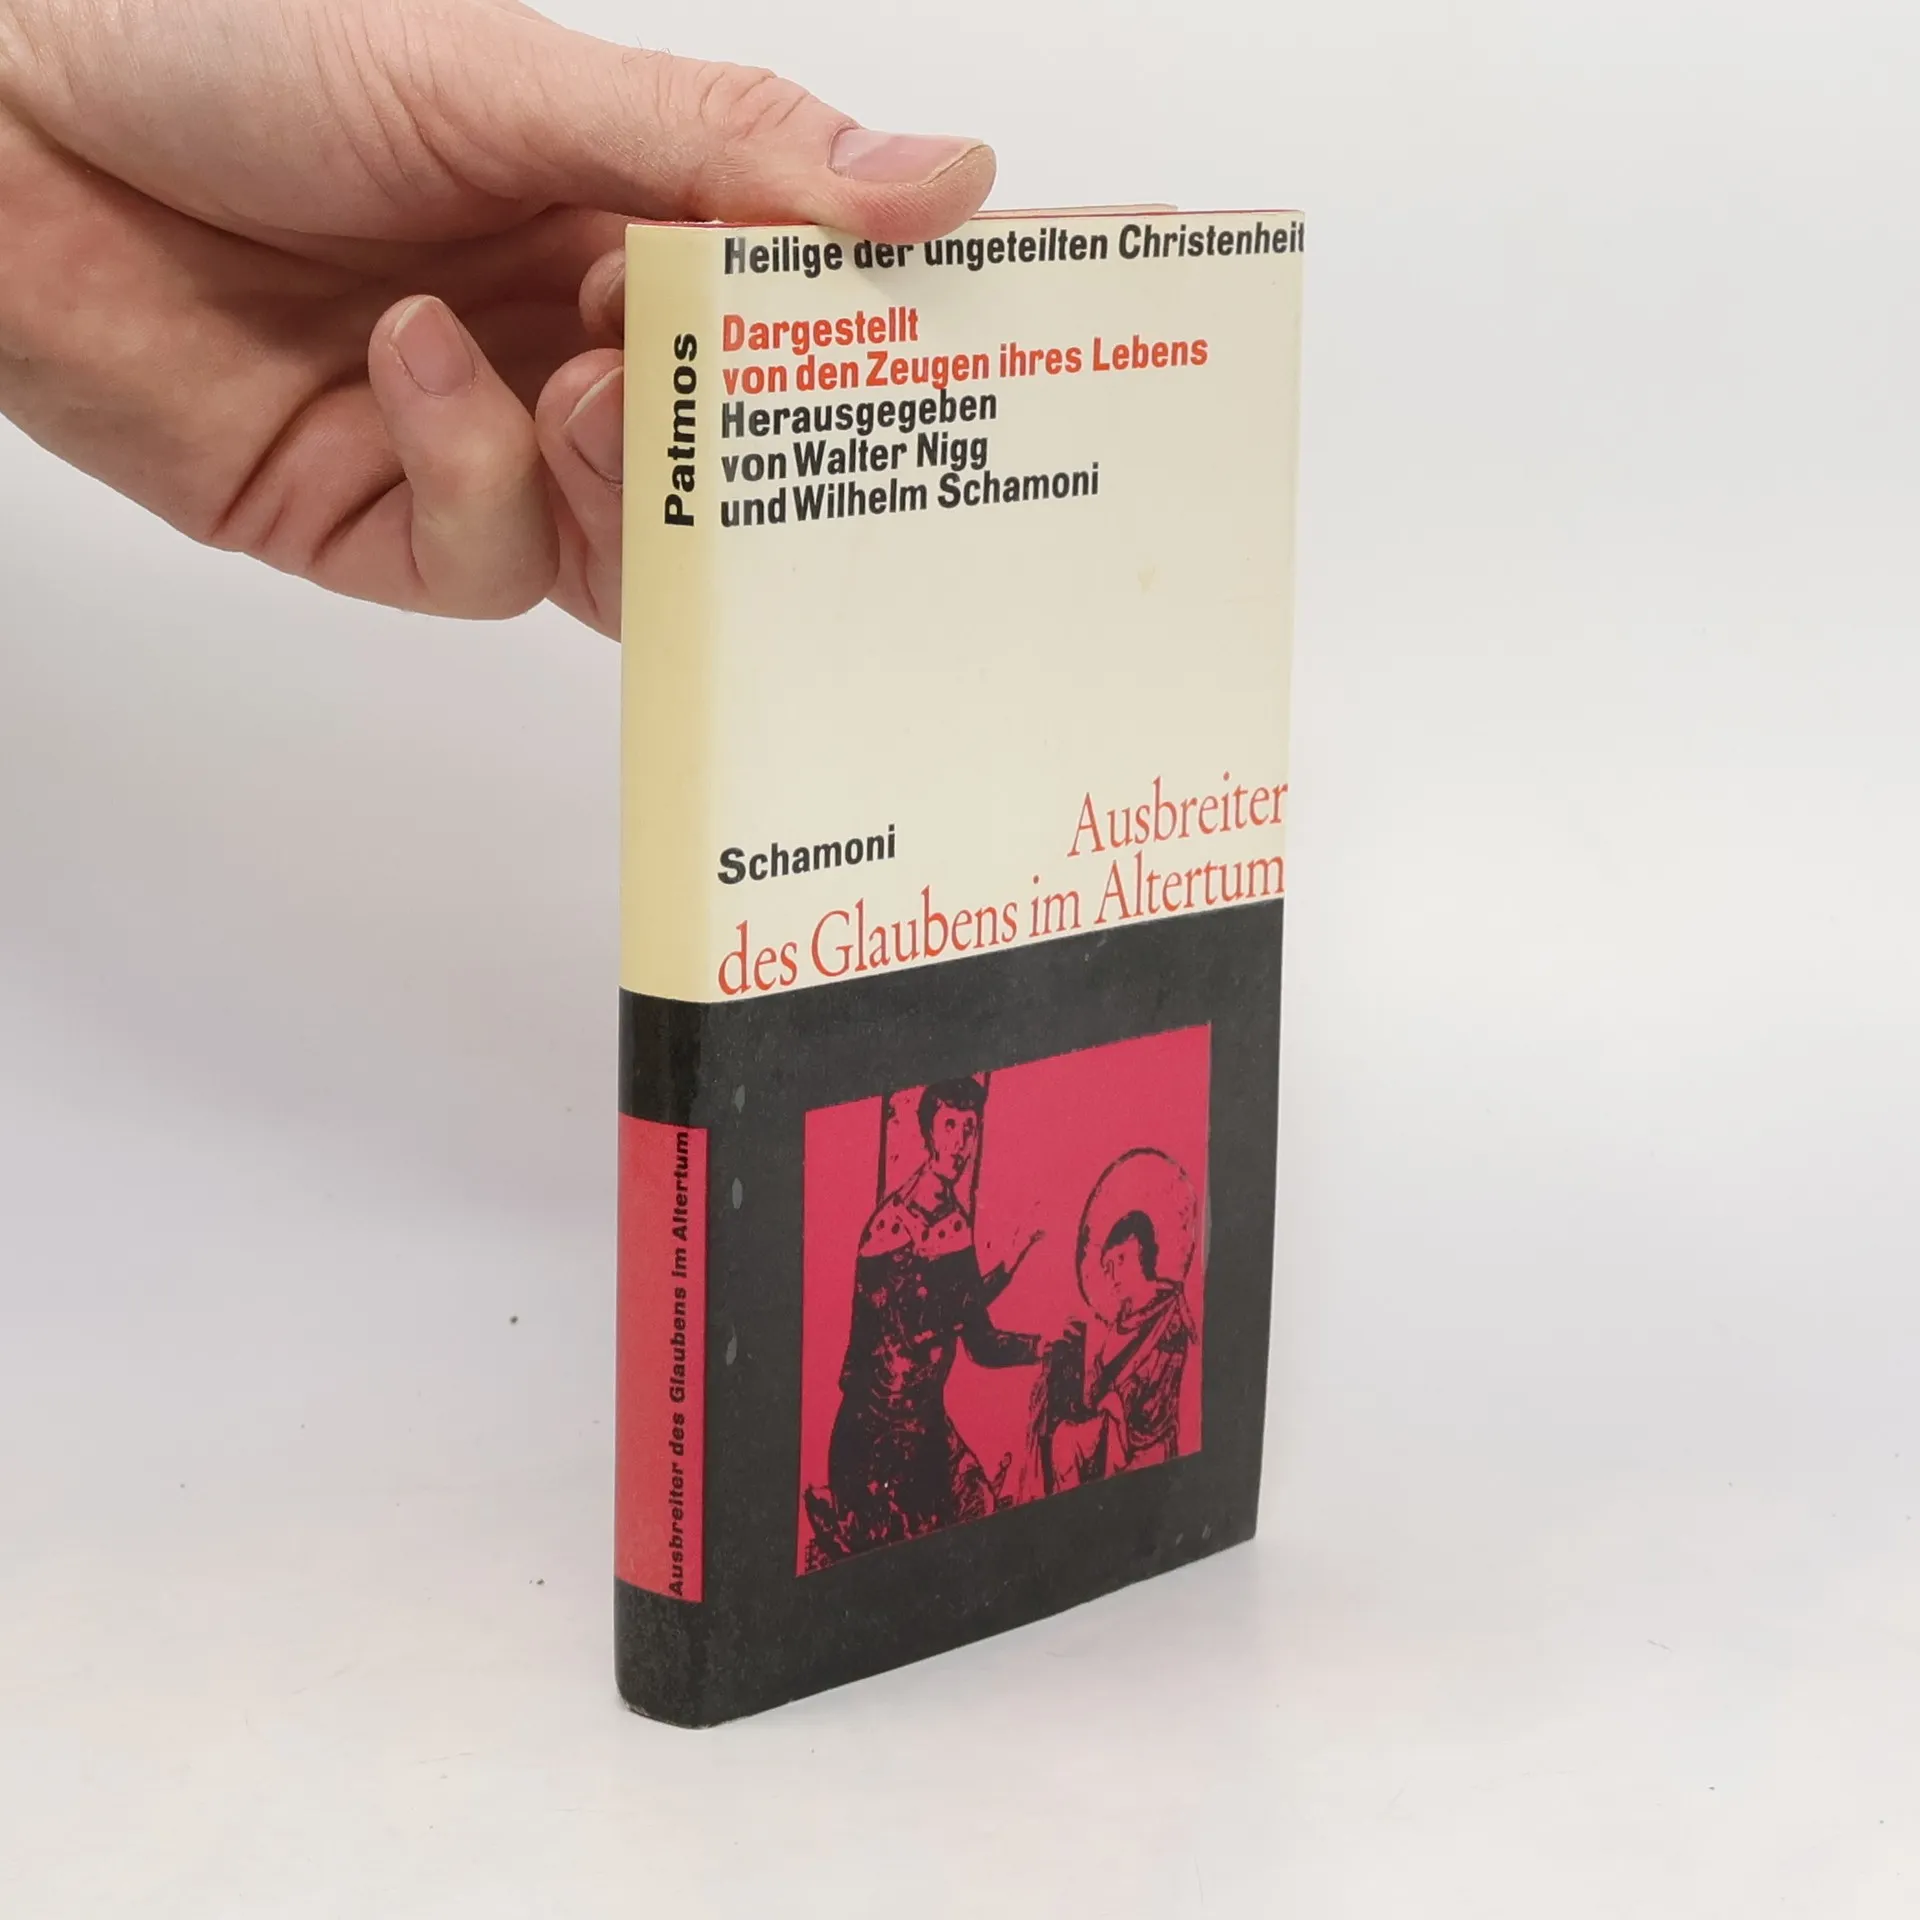 Heilige der ungeteilten Christenheit
Dargestellt
von den Zeugen ihres Lebens
Herausgegeben
von Walter Nigg
und Wilhelm Schamoni
Schamoni
Ausbreiter
des Glaubens im Altertum
Patmos
Ausbreiter des Glaubens im Altertum